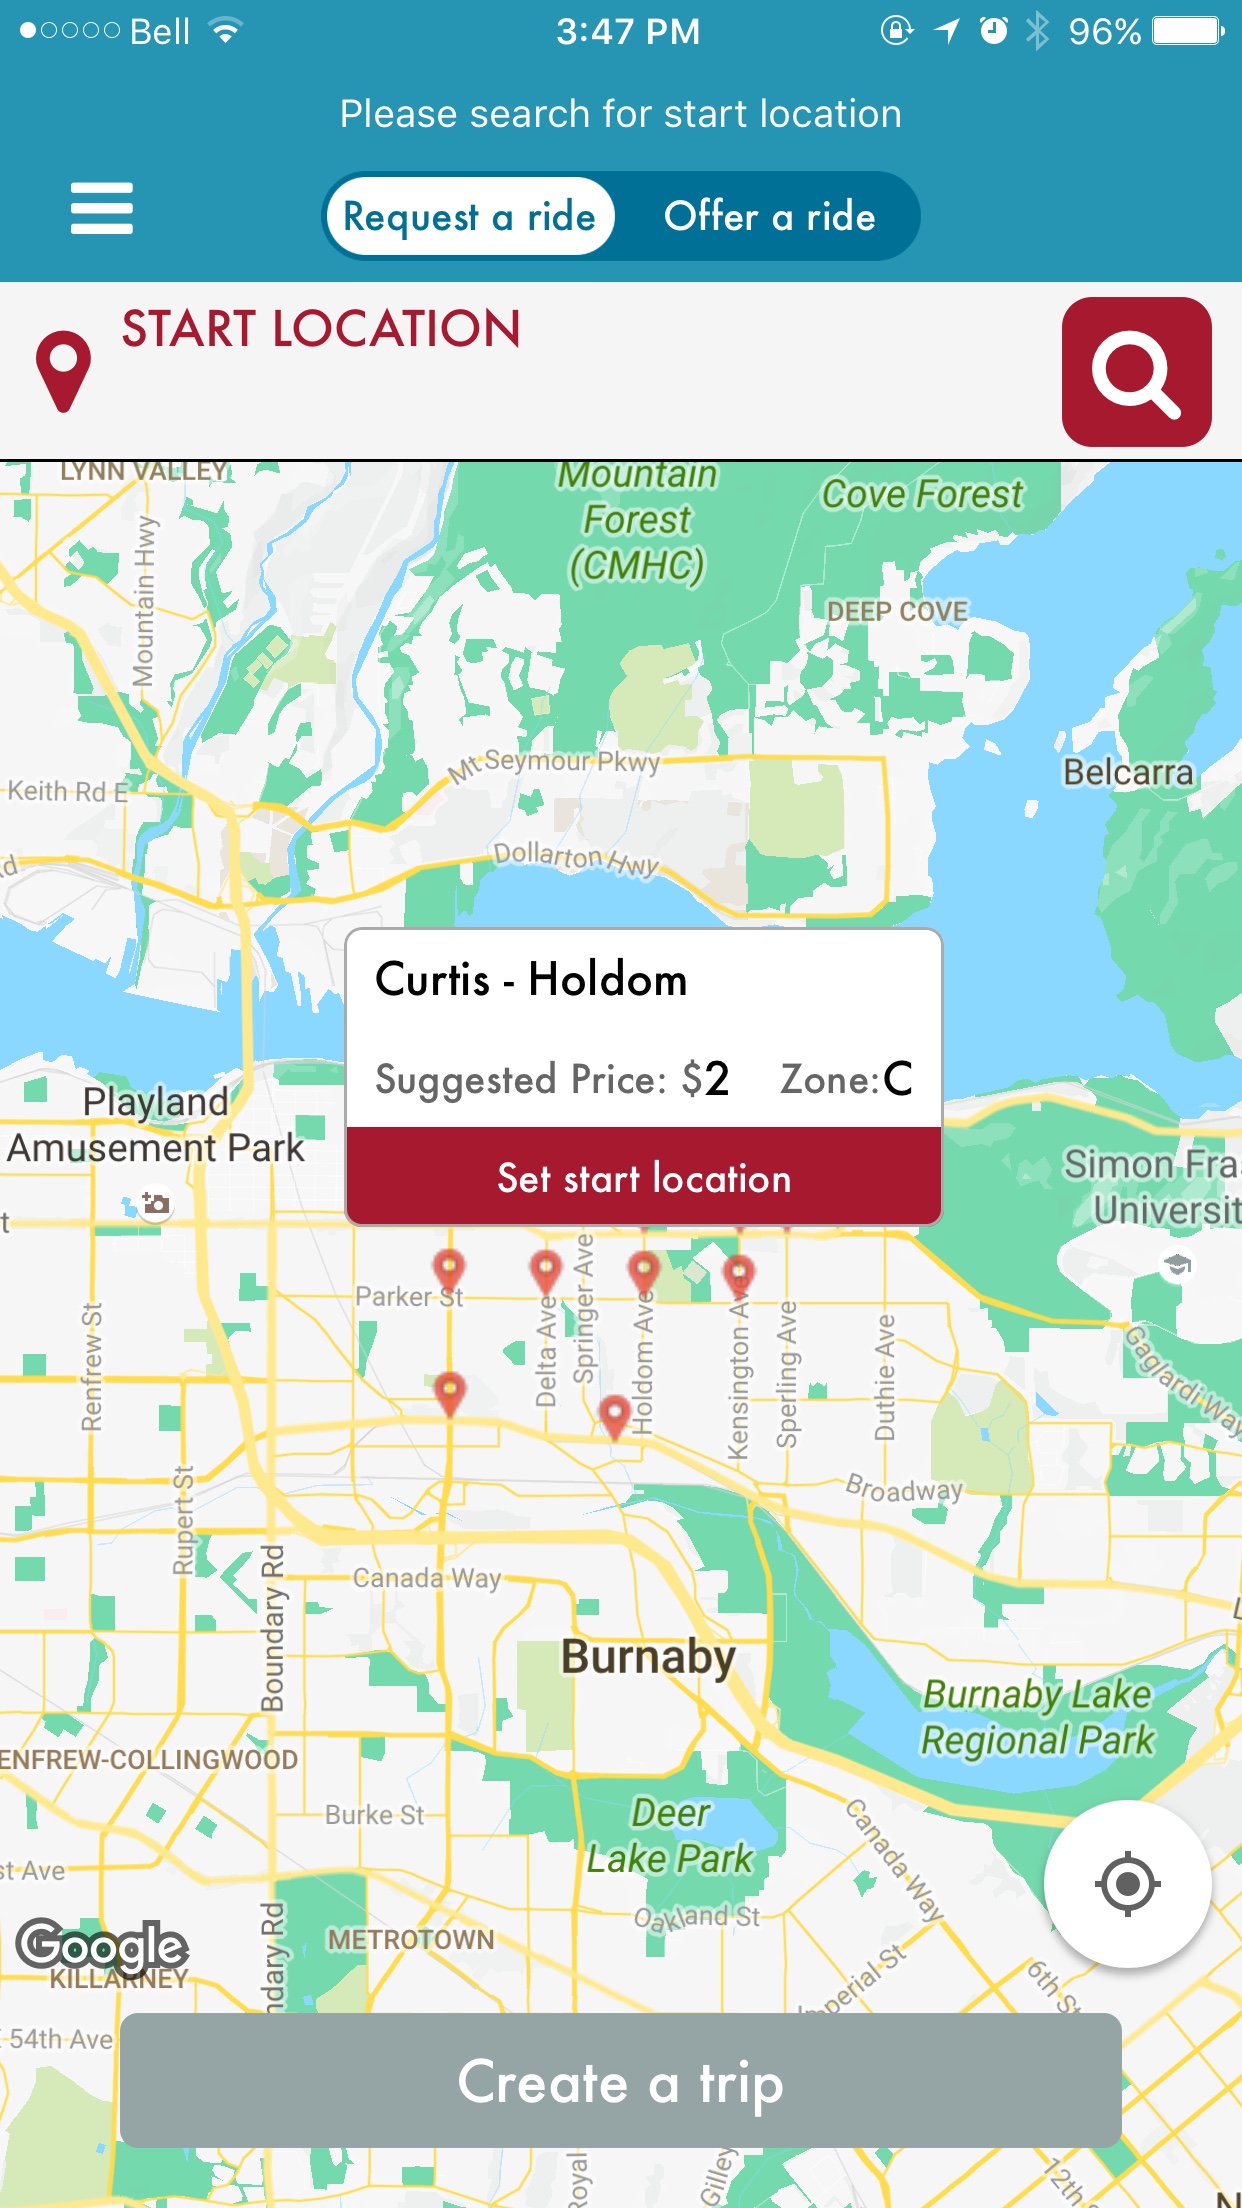 Bell 3:47 PM 96%
Please search for start location
Request a ride Offer a ride
START LOCATION
LYNN VALLEY
Mountain
Forest
(CMHC)
Cove Forest
Mountain Hwy
DEEP COVE
Mt Seymour Pkwy
Belcarra
Keith Rd E
Dollarton Hwy
Curtis - Holdom
Suggested Price: $2 Zone:C
Set start location
Playland
Amusement Park
Simon Fra
Universit
Parker St
Renfrew St
Delta Ave
Springer Ave
Holdom Ave
Kensington Ave
Sperling Ave
Duthie Ave
Gaglardi Way
Rupert St
Broadway
Boundary Rd
Canada Way
Burnaby
Burnaby Lake
Regional Park
ENFREW-COLLINGWOOD
Burke St
Deer
Lake Park
Canada Way
st Ave
Oakland St
Google
ndary Rd
METROTOWN
KILLARNEY
Imperial St
6th St
54th Ave
Create a trip
Royal
Gilley
12th S